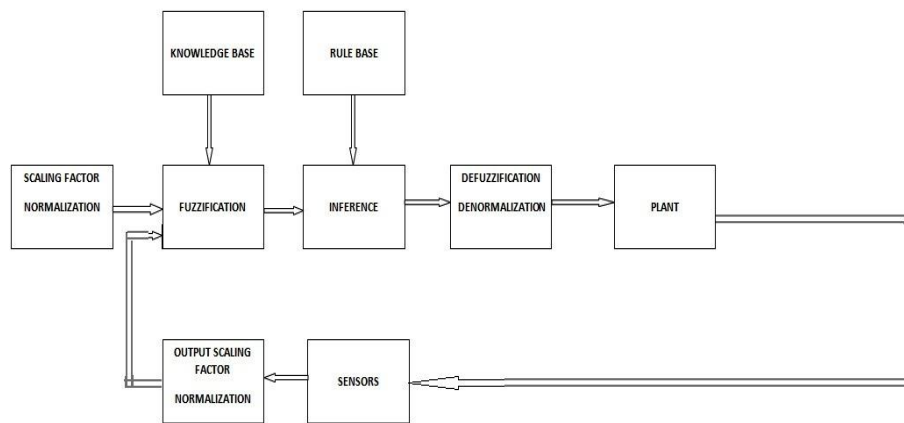 KNOWLEDGE BASE
RULE BASE
SCALING FACTOR
NORMALIZATION
FUZZIFICATION
INFERENCE
DEFUZZIFICATION
DENORMALIZATION
PLANT
OUTPUT SCALING
FACTOR
NORMALIZATION
SENSORS